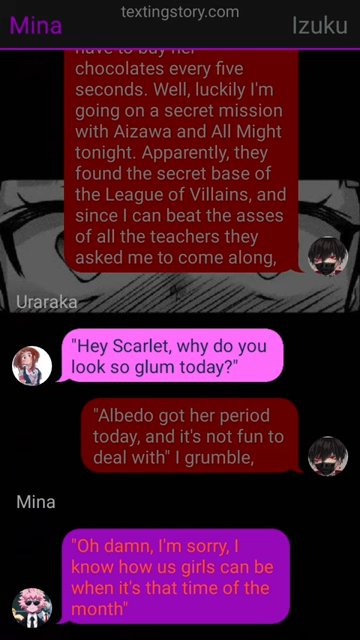 textingstory.com
Mina
Izuku
have to buy her
chocolates every five
seconds. Well, luckily I'm
going on a secret mission
with Aizawa and All Might
tonight. Apparently, they
found the secret base of
the League of Villains, and
since I can beat the asses
of all the teachers they
asked me to come along,
Uraraka
"Hey Scarlet, why do you
look so glum today?"
"Albedo got her period
today, and it's not fun to
deal with" I grumble,
Mina
"Oh damn, I'm sorry, I
know how us girls can be
when it's that time of the
month"